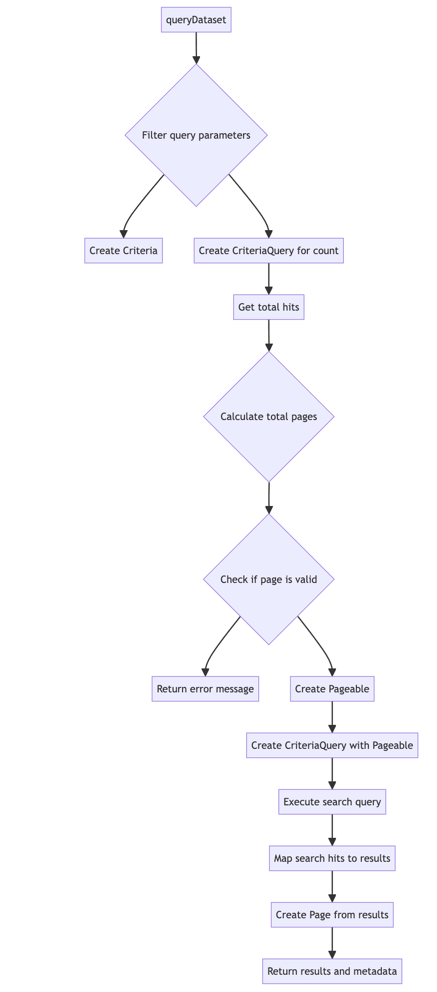 queryDataset
Filter query parameters
Create Criteria
Create CriteriaQuery for count
Get total hits
Calculate total pages
Check if page is valid
Return error message
Create Pageable
Create CriteriaQuery with Pageable
Execute search query
Map search hits to results
Create Page from results
Return results and metadata